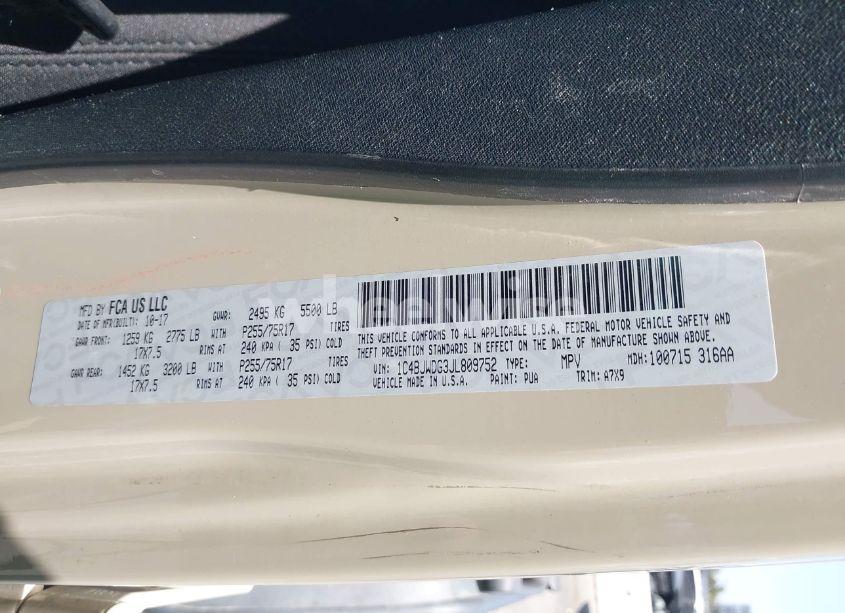 MFD BY FCA US LLC
DATE OF MFR(BUILT): 10-17 GVWR: 2495 KG 5500 LB
GAWR FRONT: 1259 KG 2775 LB WITH P255/75R17 TIRES
17X7.5 RIMS AT 240 KPA ( 35 PSI) COLD
GAWR REAR: 1452 KG 3200 LB WITH P255/75R17 TIRES
17X7.5 RIMS AT 240 KPA ( 35 PSI) COLD
THIS VEHICLE CONFORMS TO ALL APPLICABLE U.S.A. FEDERAL MOTOR VEHICLE SAFETY AND
THEFT PREVENTION STANDARDS IN EFFECT ON THE DATE OF MANUFACTURE SHOWN ABOVE.
VIN: 1C4BJWDG3JL809752 TYPE: MPV MDH:100715 316AA
VEHICLE MADE IN U.S.A. PAINT: PUA TRIM: A7X9
wheelwise